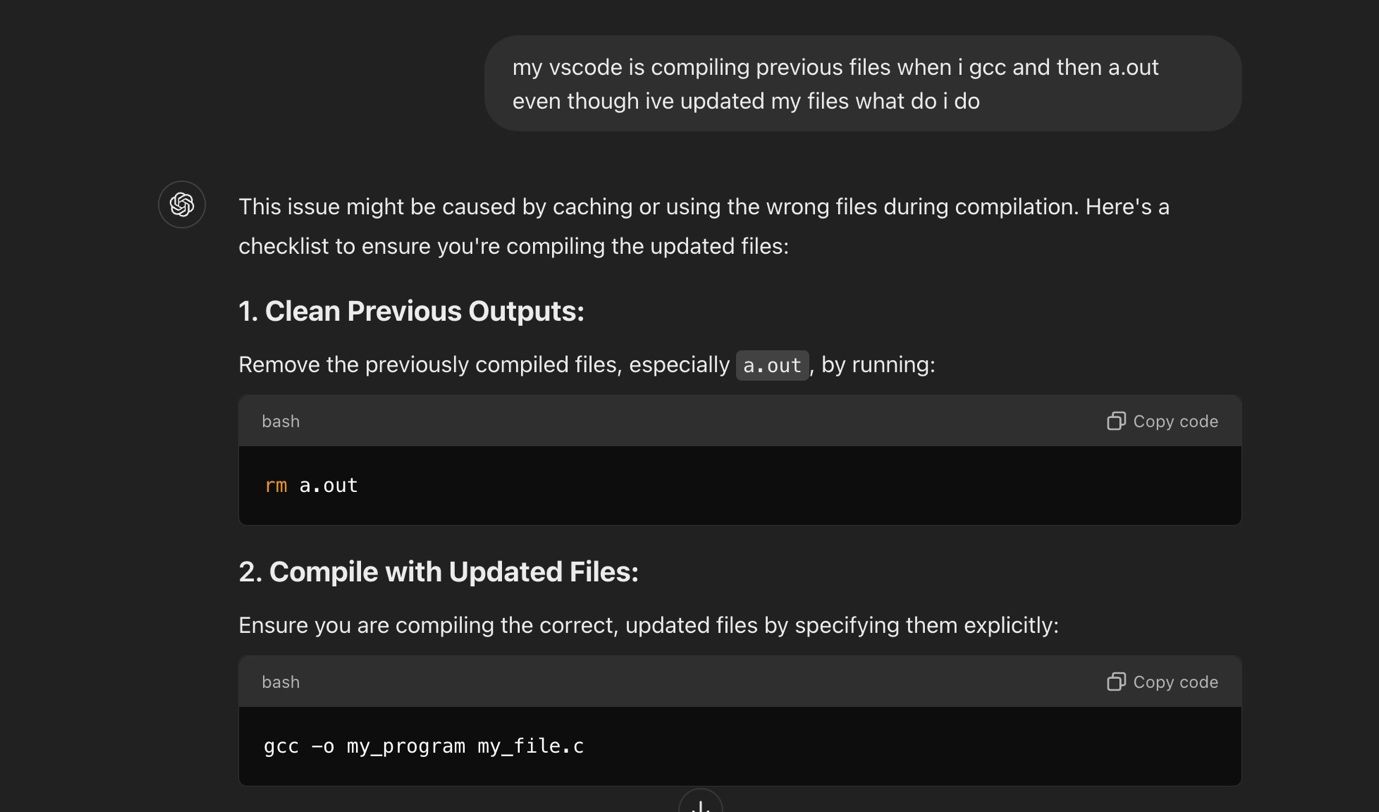 my vscode is compiling previous files when i gcc and then a.out
even though ive updated my files what do i do
This issue might be caused by caching or using the wrong files during compilation. Here's a
checklist to ensure you're compiling the updated files:
1. Clean Previous Outputs:
Remove the previously compiled files, especially a.out, by running:
bash
Copy code
rm a.out
2. Compile with Updated Files:
Ensure you are compiling the correct, updated files by specifying them explicitly:
bash
Copy code
gcc -o my_program my_file.c